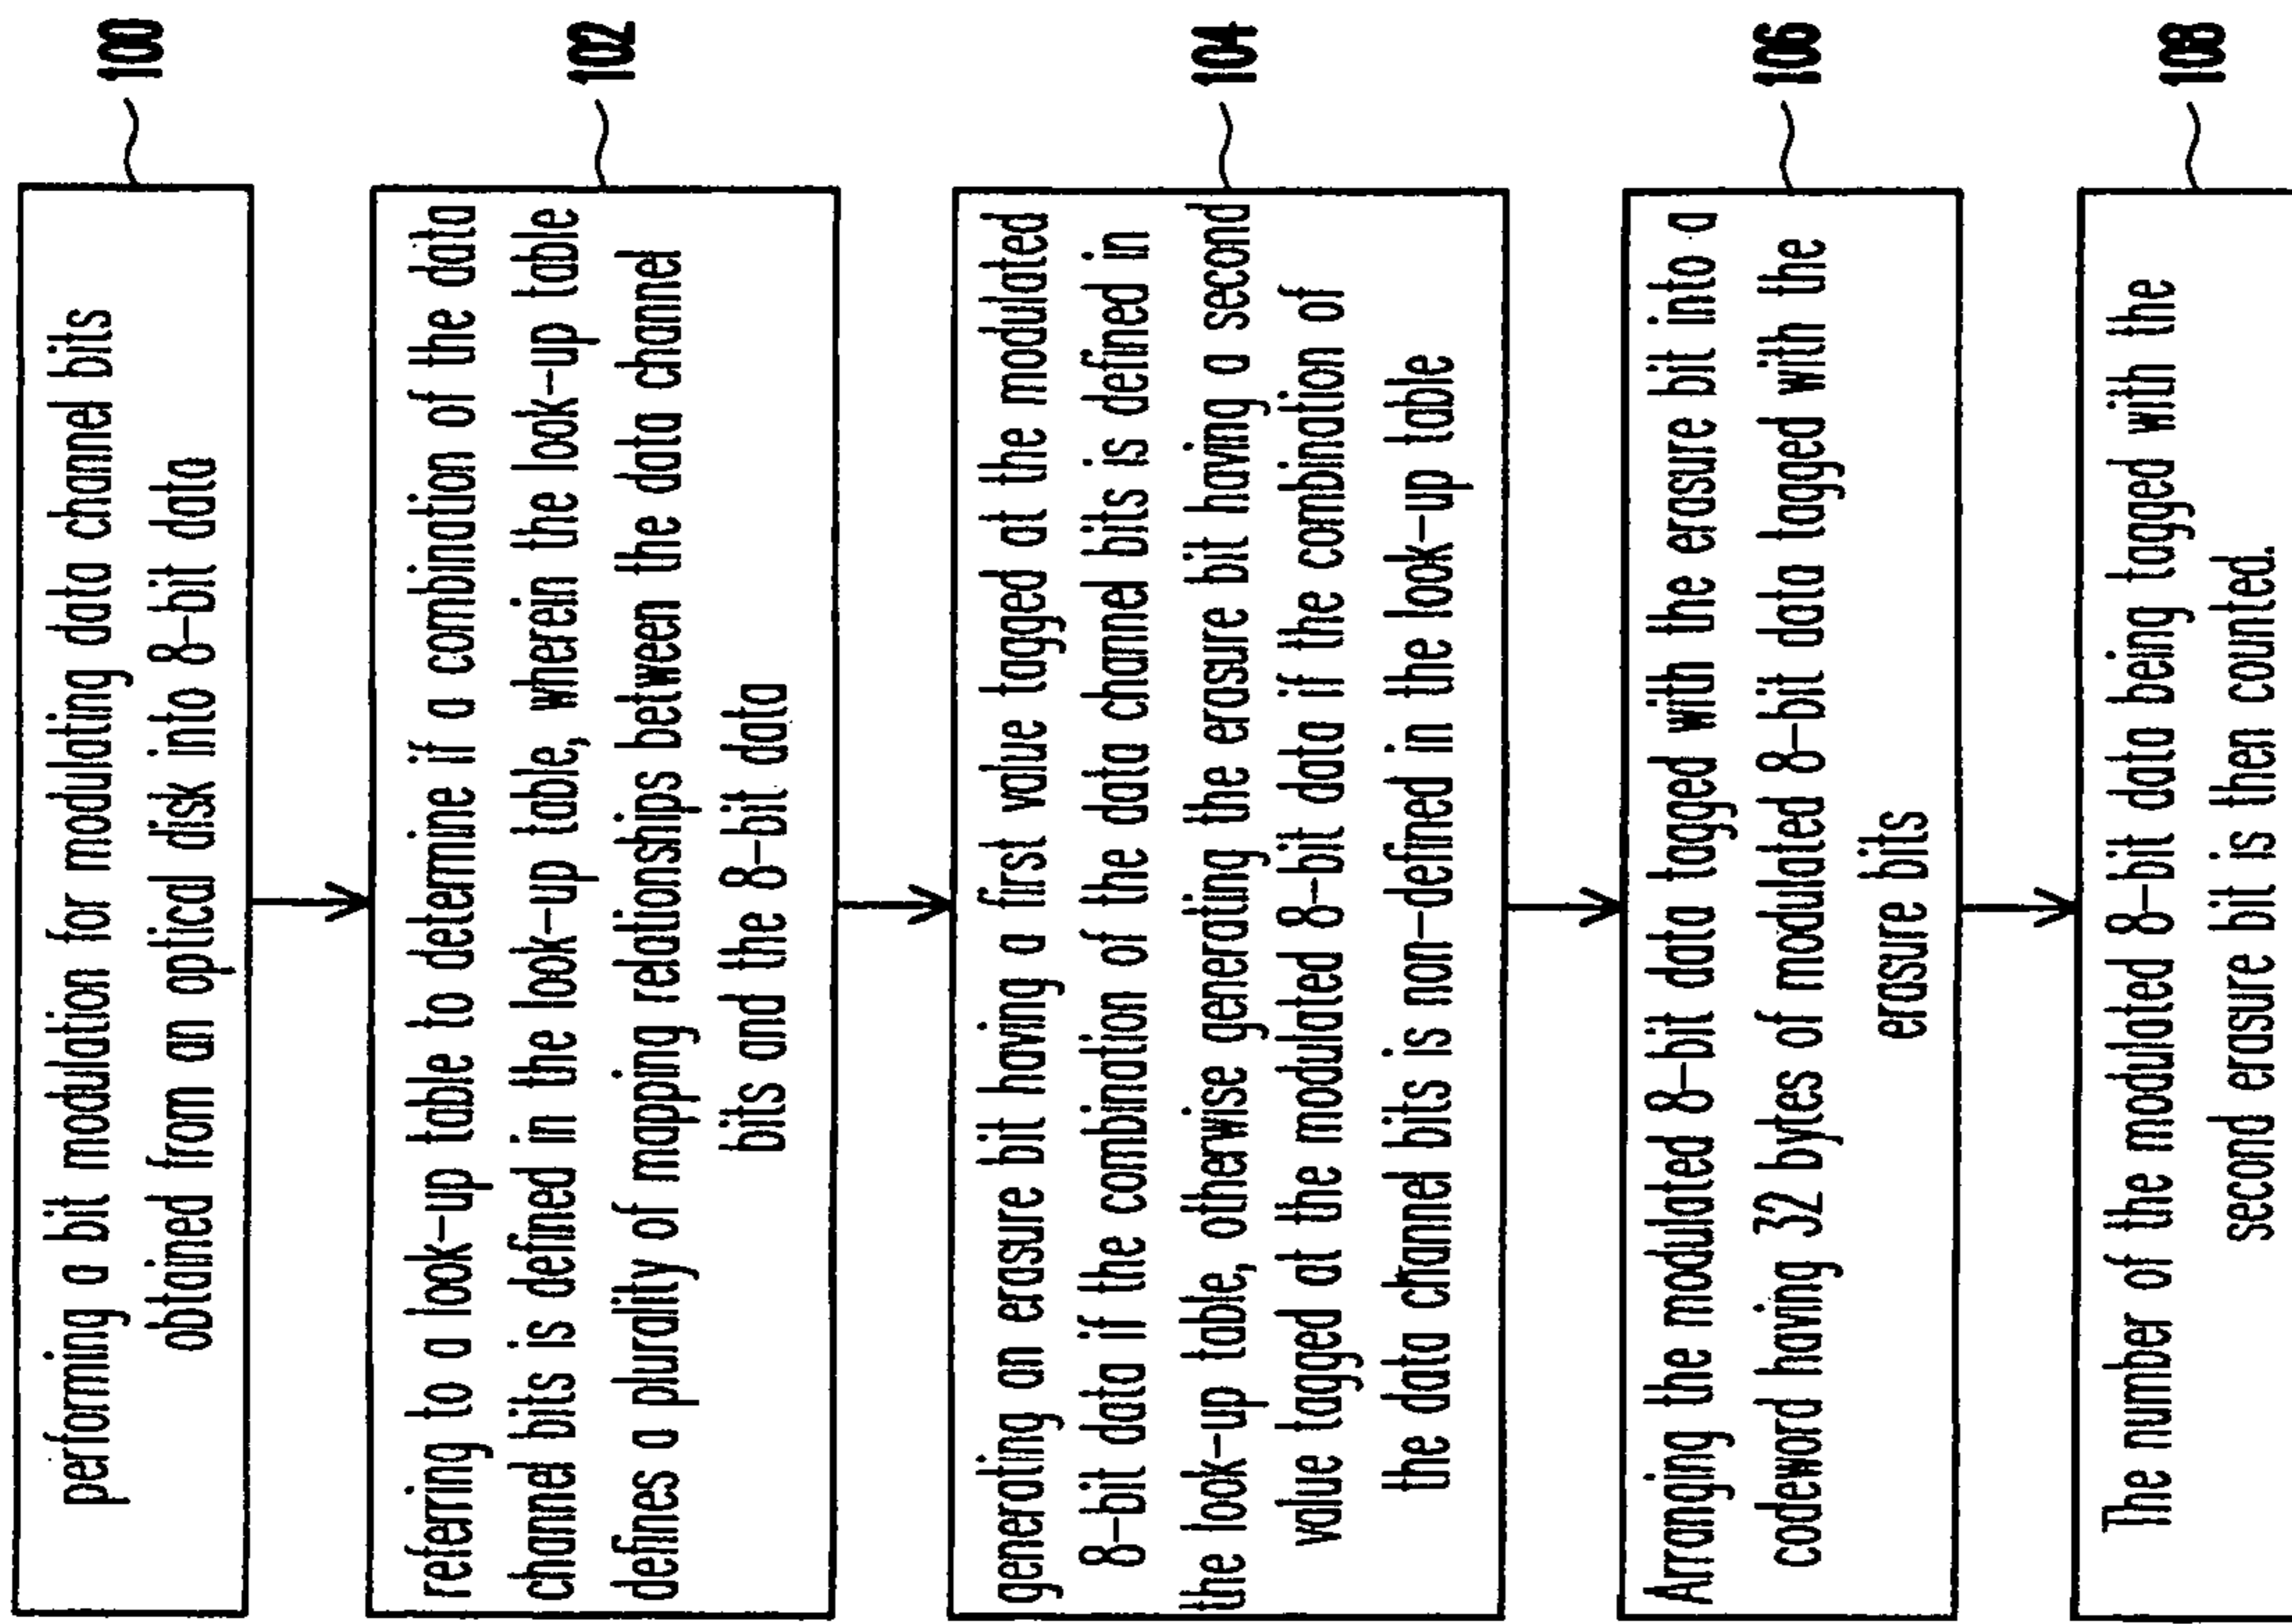 performing a bit modulation for modulating data channel bits
obtained from an optical disk into 8-bit data
100
referring to a look-up table to determine if a combination of the data
channel bits is defined in the look-up table, wherein the look-up table
defines a plurality of mapping relationships between the data channel
bits and the 8-bit data
102
generating an erasure bit having a first value tagged at the modulated
8-bit data if the combination of the data channel bits is defined in
the look-up table, otherwise generating the erasure bit having a second
value tagged at the modulated 8-bit data if the combination of
the data channel bits is non-defined in the look-up table
104
Arranging the modulated 8-bit data tagged with the erasure bit into a
codeword having 32 bytes of modulated 8-bit data tagged with the
erasure bits
106
The number of the modulated 8-bit data being tagged with the
second erasure bit is then counted.
108